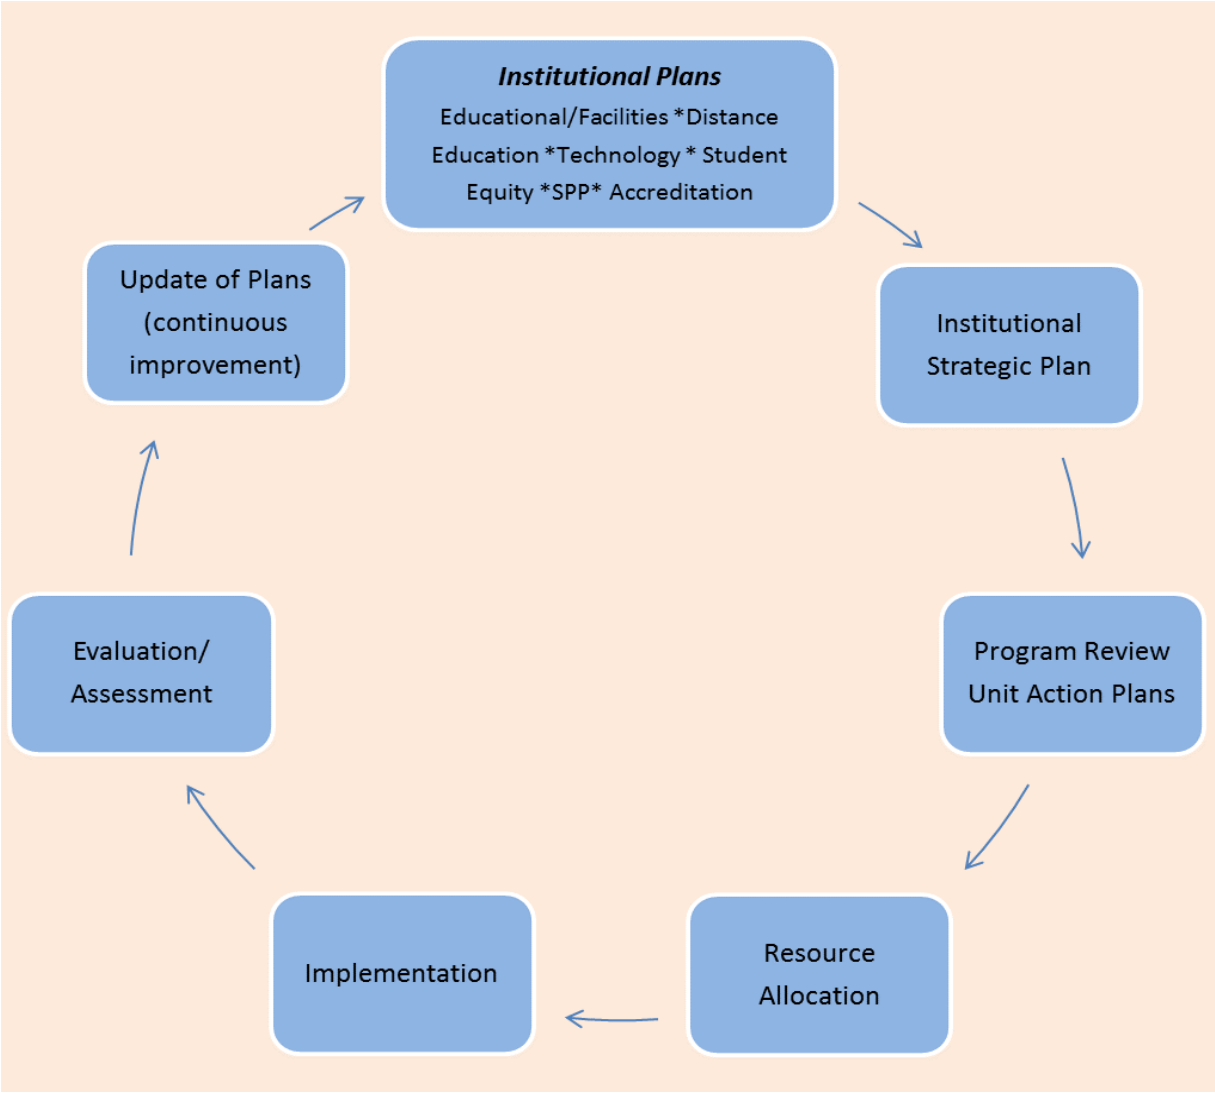 Institutional Plans
Educational/Facilities *Distance
Education *Technology * Student
Equity *SPP* Accreditation
Institutional
Strategic Plan
Program Review
Unit Action Plans
Resource
Allocation
Implementation
Evaluation/
Assessment
Update of Plans
(continuous
improvement)